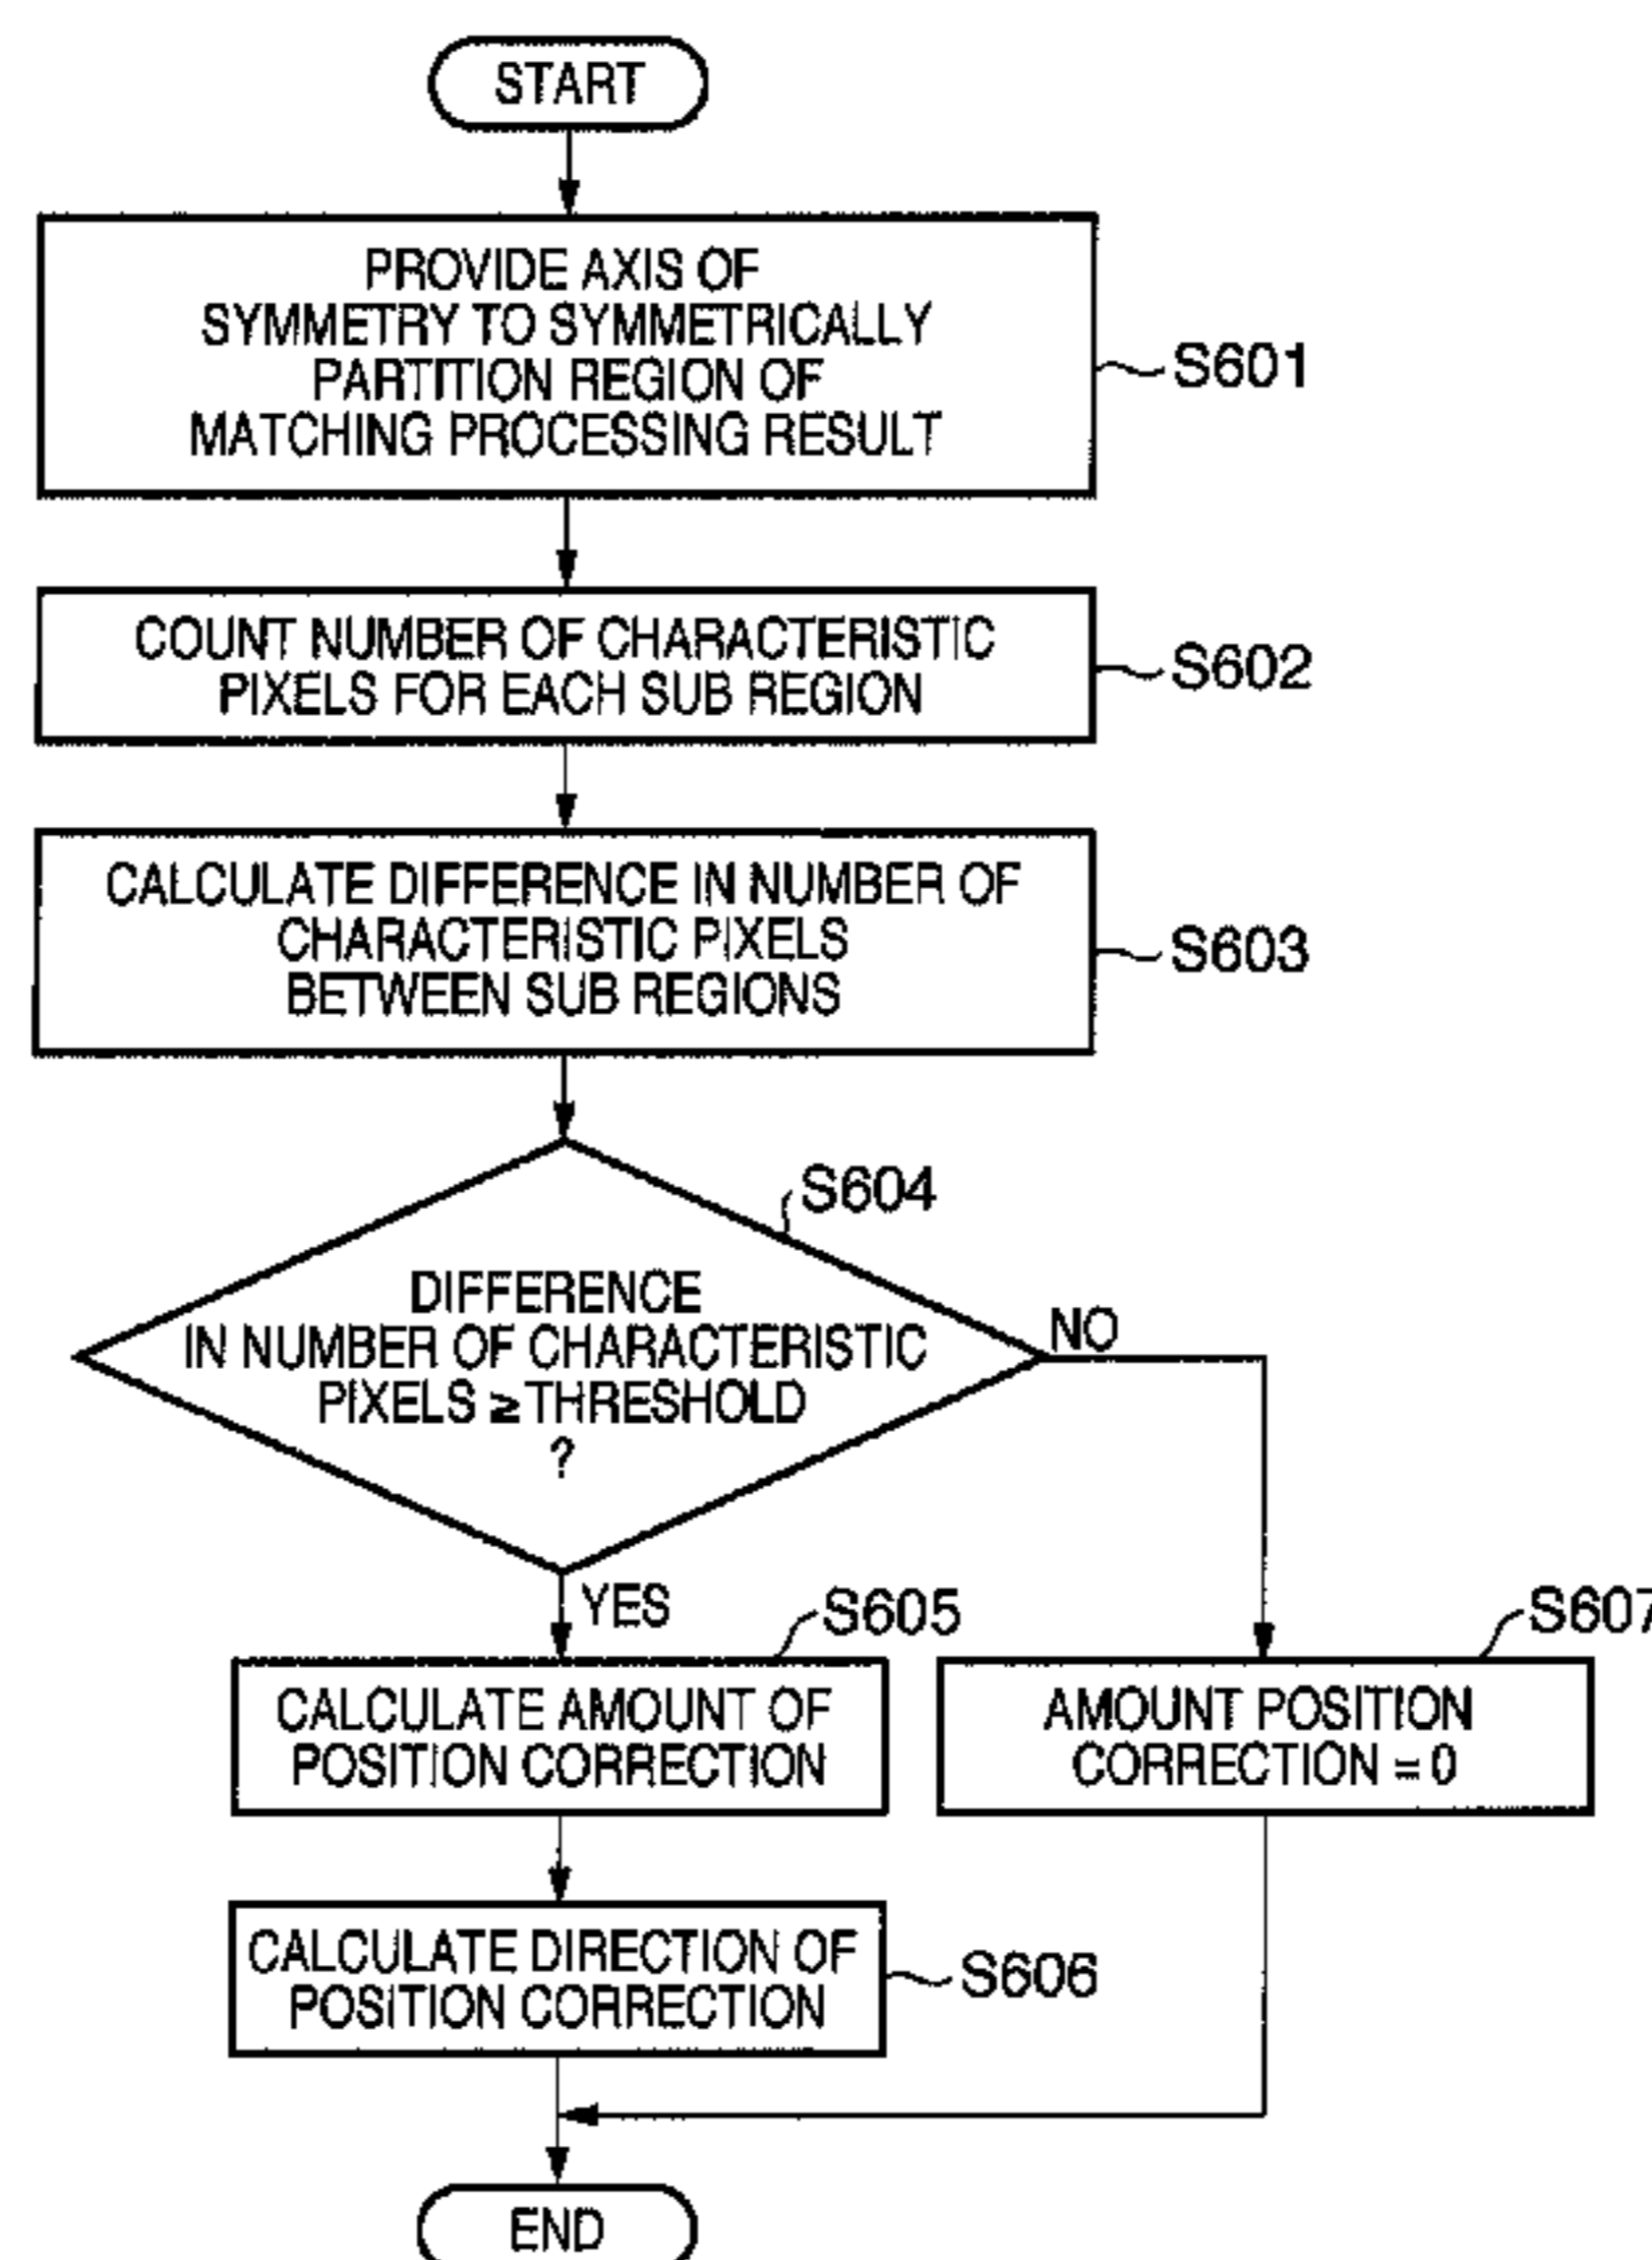 START
PROVIDE AXIS OF
SYMMETRY TO SYMMETRICALLY
PARTITION REGION OF
MATCHING PROCESSING RESULT
S601
COUNT NUMBER OF CHARACTERISTIC
PIXELS FOR EACH SUB REGION
S602
CALCULATE DIFFERENCE IN NUMBER OF
CHARACTERISTIC PIXELS
BETWEEN SUB REGIONS
S603
S604
DIFFERENCE
IN NUMBER OF CHARACTERISTIC
PIXELS ≥ THRESHOLD
?
NO
YES
S605
CALCULATE AMOUNT OF
POSITION CORRECTION
S607
AMOUNT POSITION
CORRECTION = 0
CALCULATE DIRECTION OF
POSITION CORRECTION
S606
END